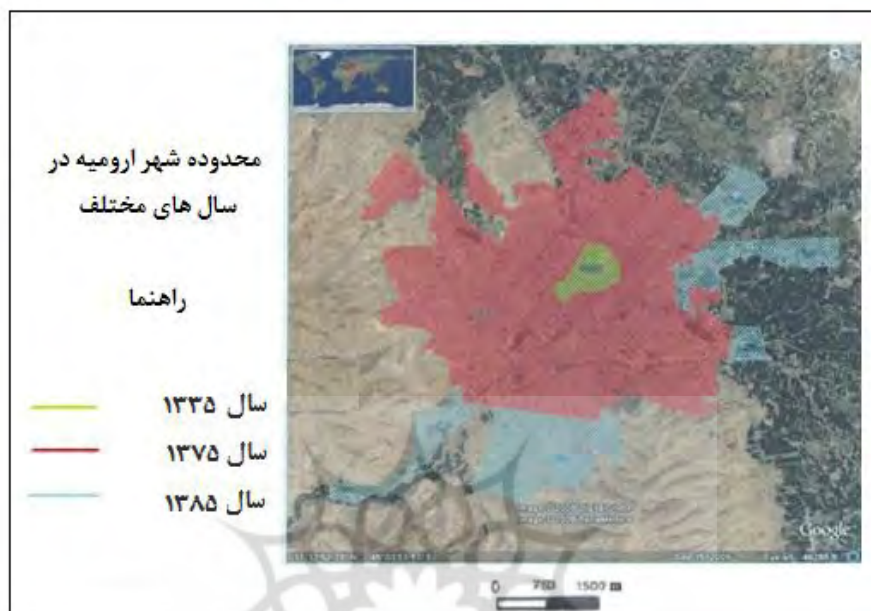 محدوده شهر ارومیه در
سال های مختلف
راهنما
سال ۱۳۳۵
سال ۱۳۷۵
سال ۱۳۸۵
Google
0 750 1500 m